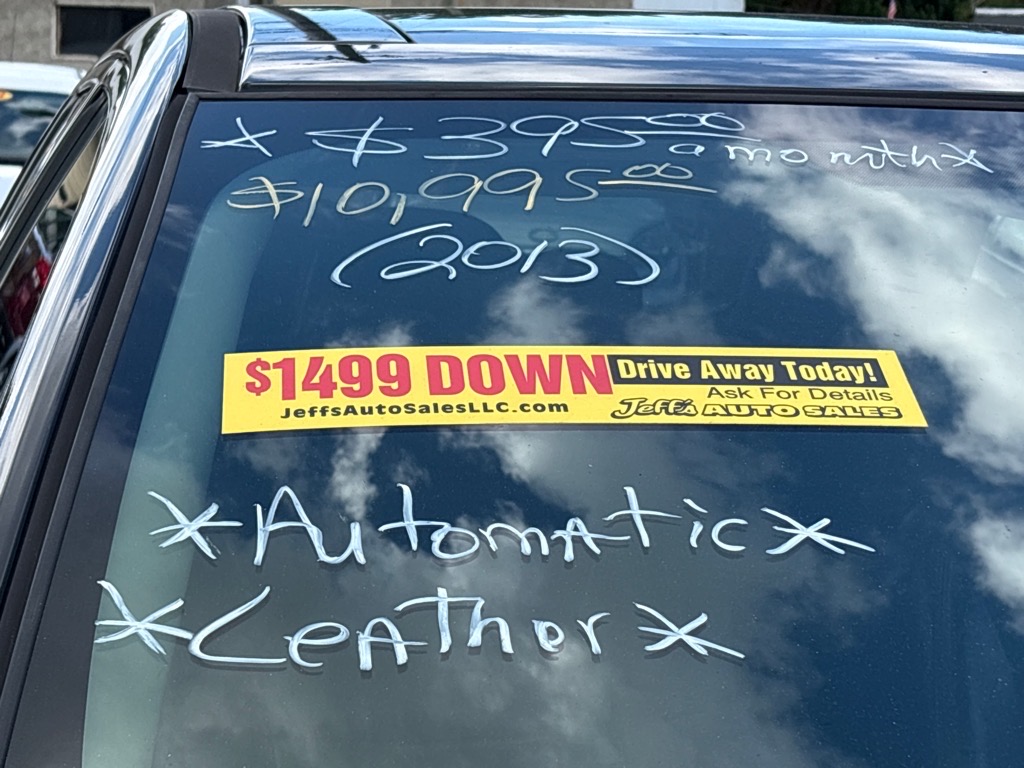 * $395.00 a month *
$10,995.00
(2013)
$1499 DOWN Drive Away Today!
Ask For Details
JeffsAutoSalesLLC.com Jeff's AUTO SALES
*Automatic*
*Leather*